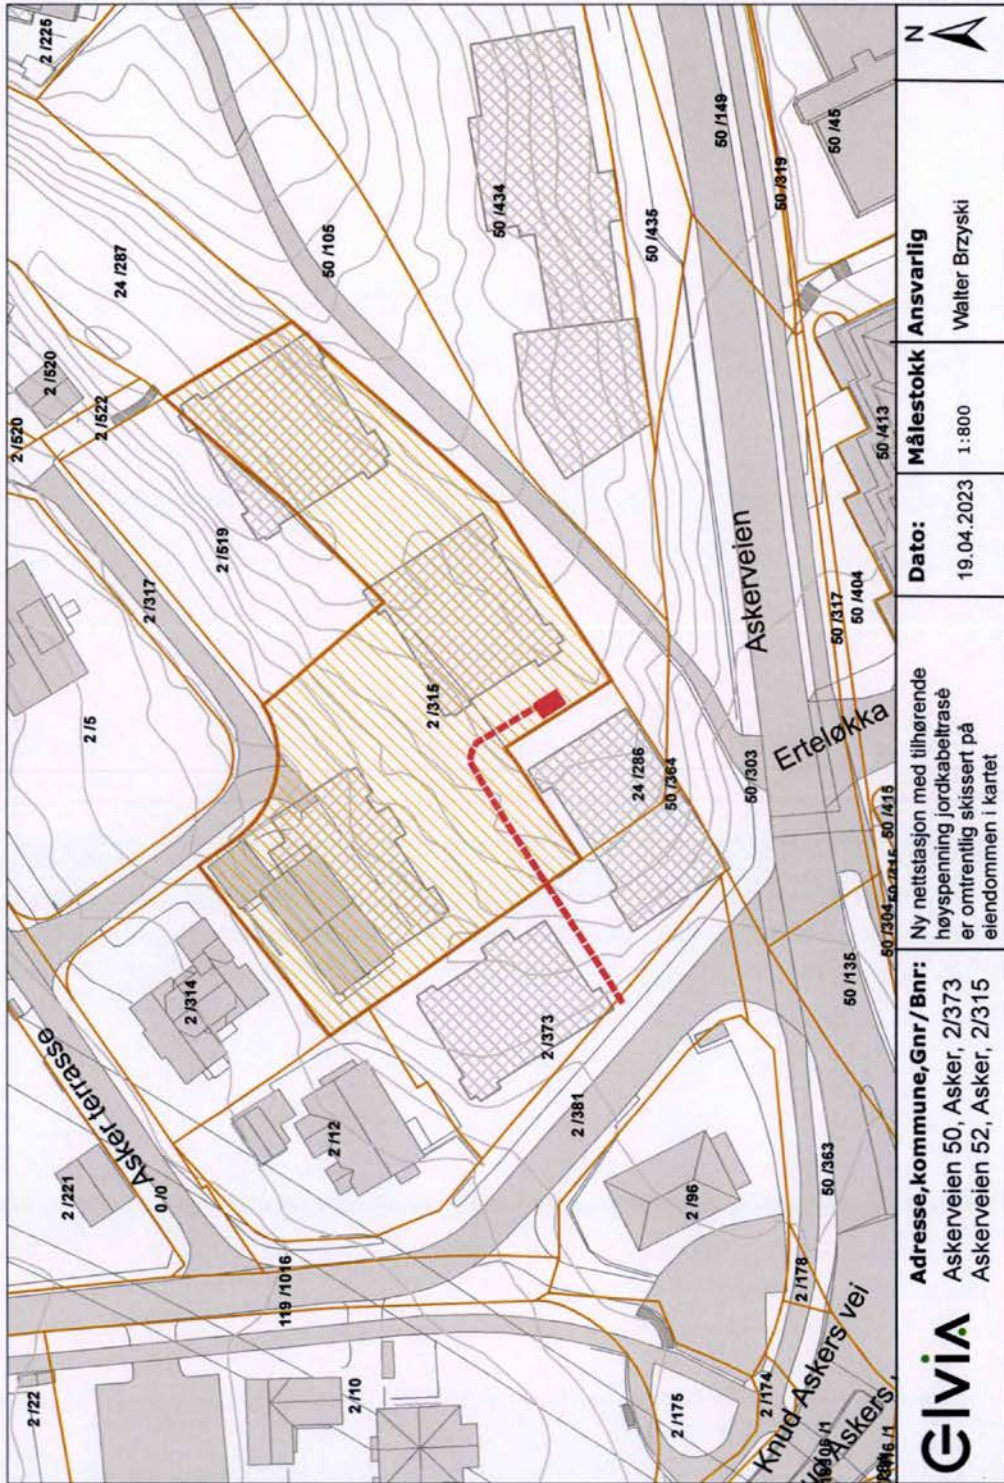 2 /22
2 /221
Asker terrasse
0 /0
2 /314
2 /5
2 /317
2 /520
2 /520
2 /522
24 /287
2 /225
2 /519
50 /105
2 /12
119 /1016
2 /10
2 /315
50 /434
2 /373
2 /381
24 /286
50 /364
50 /435
2 /175
2 /96
50 /303
Askerveien
50 /149
2 /174
2 /178
Knud Askers vei
50 /363
50 /135
50 /304
Erteløkka
50 /415
50 /317
50 /404
50 /413
50 /319
50 /45
Elvia
Adresse,kommune,Gnr/Bnr:
Askerveien 50, Asker, 2/373
Askerveien 52, Asker, 2/315
Ny nettstasjon med tilhørende
høyspenning jordkabeltrasè
er omtrentlig skissert på
eiendommen i kartet
Dato:
19.04.2023
Målestokk
1:800
Ansvarlig
Walter Brzyski
N